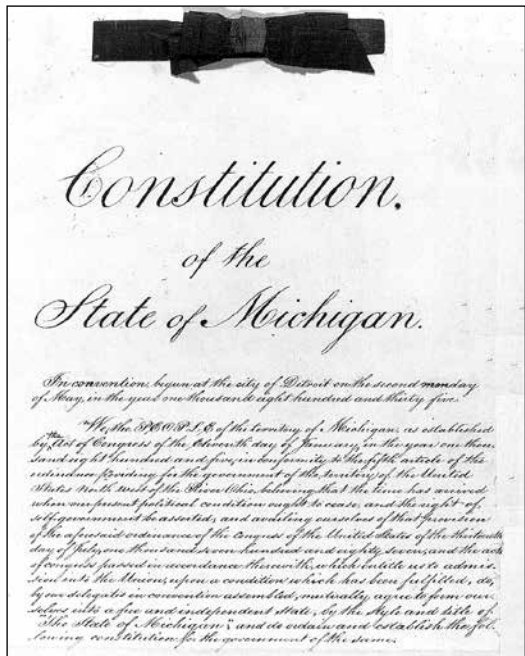 Constitution.
of the
State of Michigan.
In convention, begun at the city of Detroit on the second monday
of May, in the year one thousand eight hundred and thirty five.
We, the PEOPLE of the territory of Michigan, as established
by the Act of Congress of the Eleventh day of January, in the year one thou-
sand eight hundred and five, in conformity to the fifth article of the
ordinance providing for the government of the territory of the United
States North west of the River Ohio, believing that the time has arrived
when our present political condition ought to cease, and the right of
self-government be asserted; and availing ourselves of that provision
of the aforesaid ordinance of the congress of the United States of the thirteenth
day of July, one thousand seven hundred and eighty seven, and the acts
of congress passed in accordance therewith, which entitle us to admis-
sion into the Union, upon a condition which has been fulfilled, do,
by our delegates in convention assembled, mutually agree to form our-
selves into a free and independent state, by the style and title of
"The State of Michigan," and do ordain and establish the fol-
lowing constitution for the government of the same.